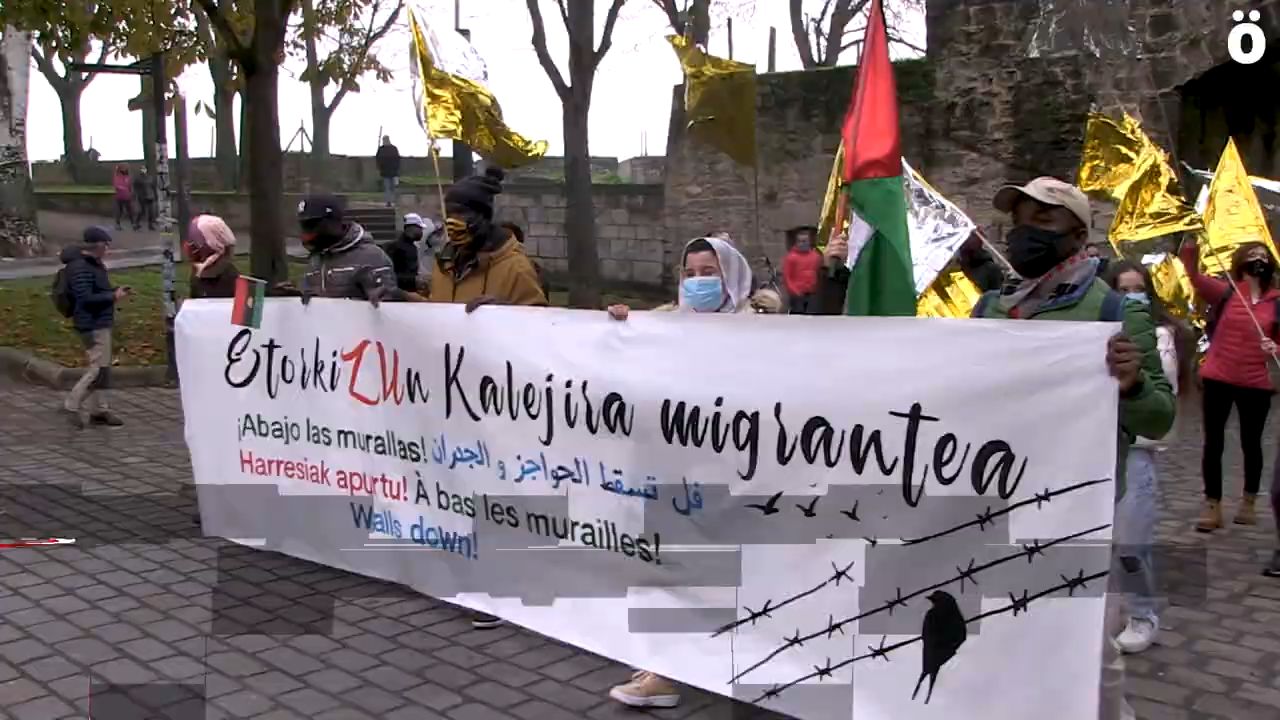 ö
EtorkiZUn Kalejira migrantea
¡Abajo las murallas! فل تسقط الحواجز و الجدران
Harresiak apurtu! À bas les murailles!
Walls down!